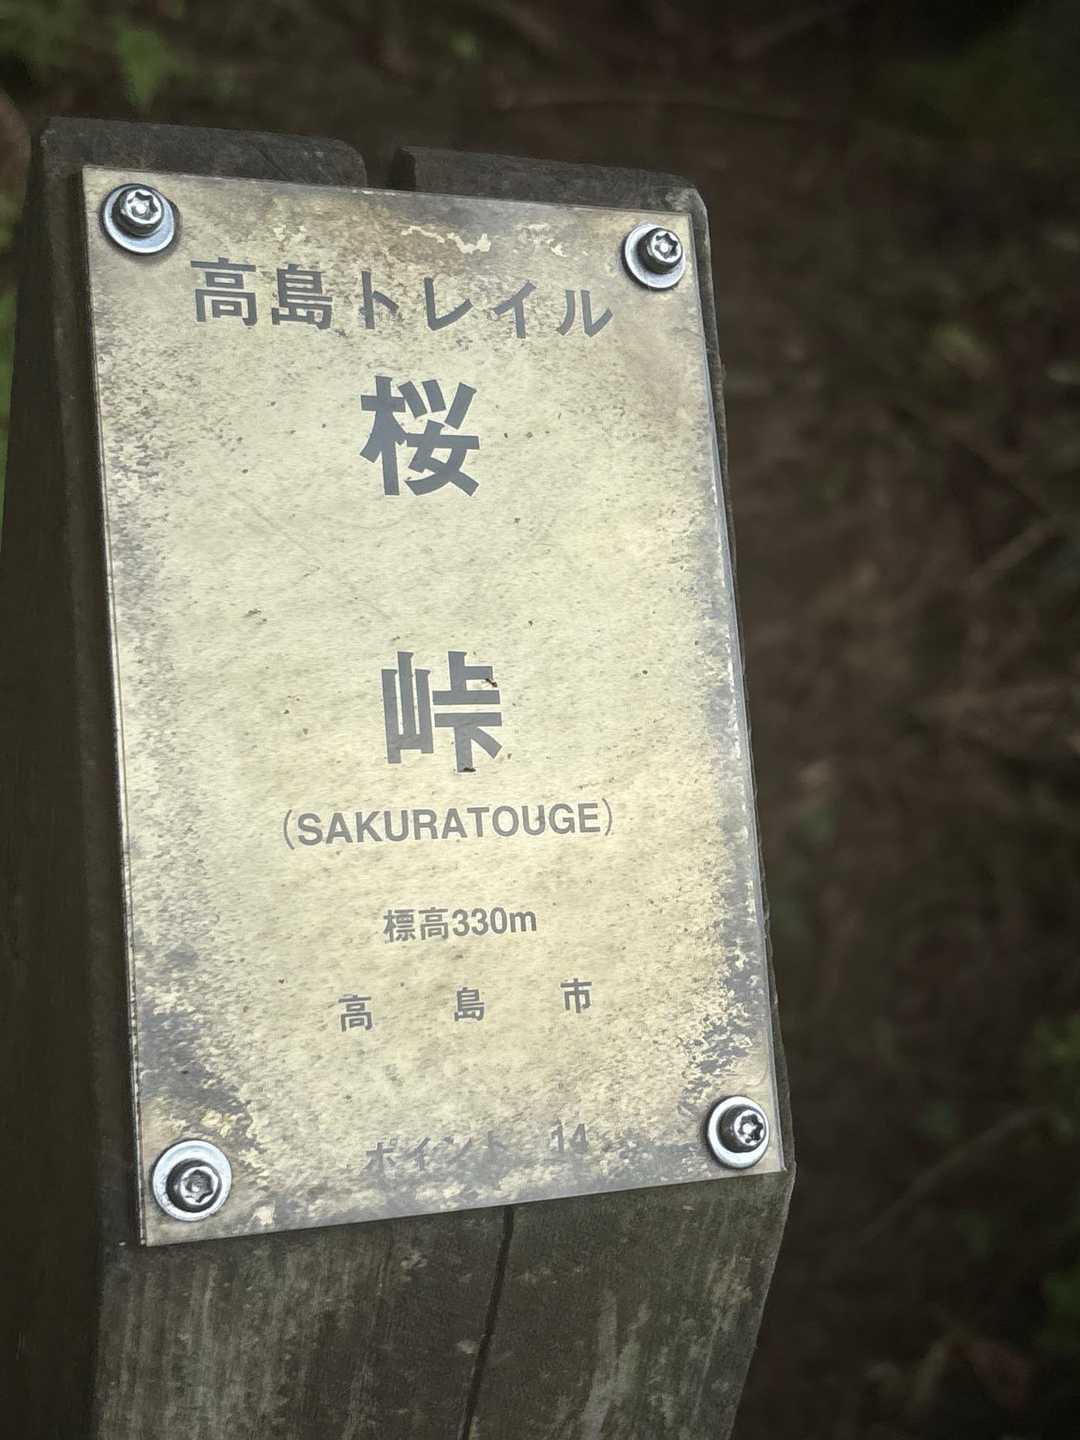 高島トレイル
桜
峠
(SAKURATOUGE)
標高330m
高島市
ポイント 14